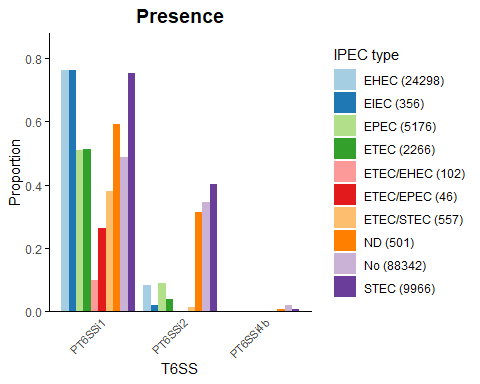 Presence
Proportion
0.8
0.6
0.4
0.2
0.0
PT6SSi1
PT6SSi2
PT6SSi4b
T6SS
IPEC type
EHEC (24298)
EIEC (356)
EPEC (5176)
ETEC (2266)
ETEC/EHEC (102)
ETEC/EPEC (46)
ETEC/STEC (557)
ND (501)
No (88342)
STEC (9966)